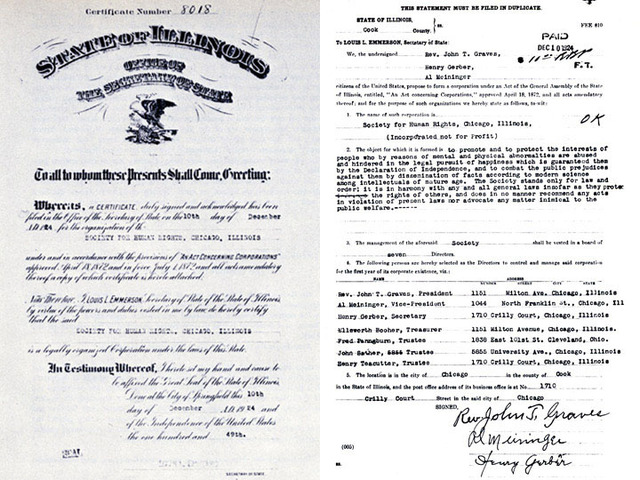 Certificate Number 8018
STATE OF ILLINOIS
OFFICE OF
THE SECRETARY OF STATE
To all to whom these Presents Shall Come, Greeting:
Whereas, a CERTIFICATE, duly signed and acknowledged has been
filed in the Office of the Secretary of State on the 10th day of December
A.D. 1924 for the organization of the
SOCIETY FOR HUMAN RIGHTS, CHICAGO, ILLINOIS
under and in accordance with the provisions of "AN ACT CONCERNING CORPORATIONS"
approved April 18, 1872, and in force July 1, 1872, and all acts amendatory
thereof, a copy of which certificate is hereto attached.
Now Therefore, I LOUIS L. EMMERSON, Secretary of State of the State of Illinois
by virtue of the powers and duties vested in me by law, do hereby certify
that the said
SOCIETY FOR HUMAN RIGHTS, CHICAGO, ILLINOIS
is a legally organized Corporation under the laws of this State.
In Testimony Whereof, I hereto set my hand and cause to
be affixed the Great Seal of the State of Illinois,
Done at the City of Springfield this 10th
day of December A.D. 1924 and
of the Independence of the United States
the one hundred and 49th.
SEAL
SECRETARY OF STATE
THIS STATEMENT MUST BE FILED IN DUPLICATE.
STATE OF ILLINOIS,
Cook County. ss.
FEE $10
To LOUIS L. EMMERSON, Secretary of State:
PAID
DEC 10 1924
$
F. T.
We, the undersigned Rev. John T. Graves,
Henry Gerber,
Al Meininger
citizens of the United States, propose to form a corporation under an Act of the General Assembly of the State
of Illinois, entitled, "An Act concerning Corporations," approved April 18, 1872, and all acts amendatory
thereof; and for the purpose of such organization we hereby state as follows, to-wit:
1. The name of such corporation is
Society for Human Rights, Chicago, Illinois,
OK
(Incorporated not for Profit)
2. The object for which it is formed is to promote and to protect the interests of
people who by reasons of mental and physical abnormalities are abused
and hindered in the legal pursuit of happiness which is guaranteed them
by the Declaration of Independence, and to combat the public prejudices
against them by dissemination of facts according to modern science
among intellectuals of mature age. The Society stands only for law and
order; it is in harmony with any and all general laws insofar as they protect
the rights of others, and does in no manner recommend any acts
in violation of present laws nor advocate any matter inimical to the
public welfare.------
3. The management of the aforesaid Society shall be vested in a board of
seven Directors.
4. The following persons are hereby selected as the Directors to control and manage said corporation
for the first year of its corporate existence, viz.:
NAME ADDRESS
NUMBER STREET CITY STATE
Rev. John T. Graves, President 1151 Milton Ave, Chicago, Illinois
Al Meininger, Vice-President 1044 North Franklin St., Chicago, Ill
Henry Gerber, Secretary 1710 Crilly Court, Chicago, Illinois
Ellsworth Booher, Treasurer 1151 Milton Avenue, Chicago, Illinois.
Fred Panngburn, Trustee 1838 East 101st St. Cleveland, Ohio.
John Sather, Trustee 5855 University Ave., Chicago, Illinois
Henry Teacutter, Trustee 1710 Crilly Court, Chicago, Illinois
5. The location is in the city of Chicago in the county of Cook
in the State of Illinois, and the post office address of its business office is at No. 1710
Crilly Court Street in the said city of Chicago
SIGNED,
Rev. John T. Graves
Al Meininger
Henry Gerber
(005)